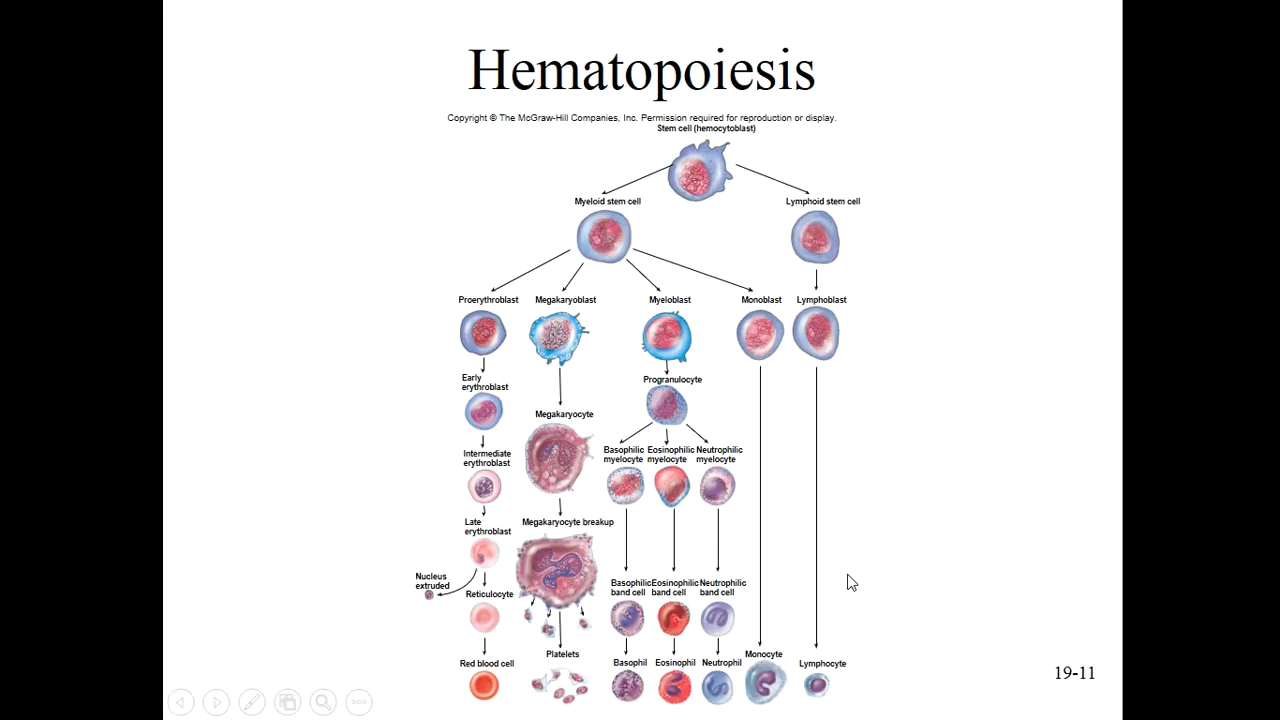 Hematopoiesis
Copyright © The McGraw-Hill Companies, Inc. Permission required for reproduction or display.
Stem cell (hemocytoblast)
Myeloid stem cell
Lymphoid stem cell
Proerythroblast
Megakaryoblast
Myeloblast
Monoblast
Lymphoblast
Early
erythroblast
Progranulocyte
Megakaryocyte
Intermediate
erythroblast
Basophilic
myelocyte
Eosinophilic
myelocyte
Neutrophilic
myelocyte
Late
erythroblast
Megakaryocyte breakup
Nucleus
extruded
Reticulocyte
Basophilic
band cell
Eosinophilic
band cell
Neutrophilic
band cell
Red blood cell
Platelets
Basophil
Eosinophil
Neutrophil
Monocyte
Lymphocyte
19-11